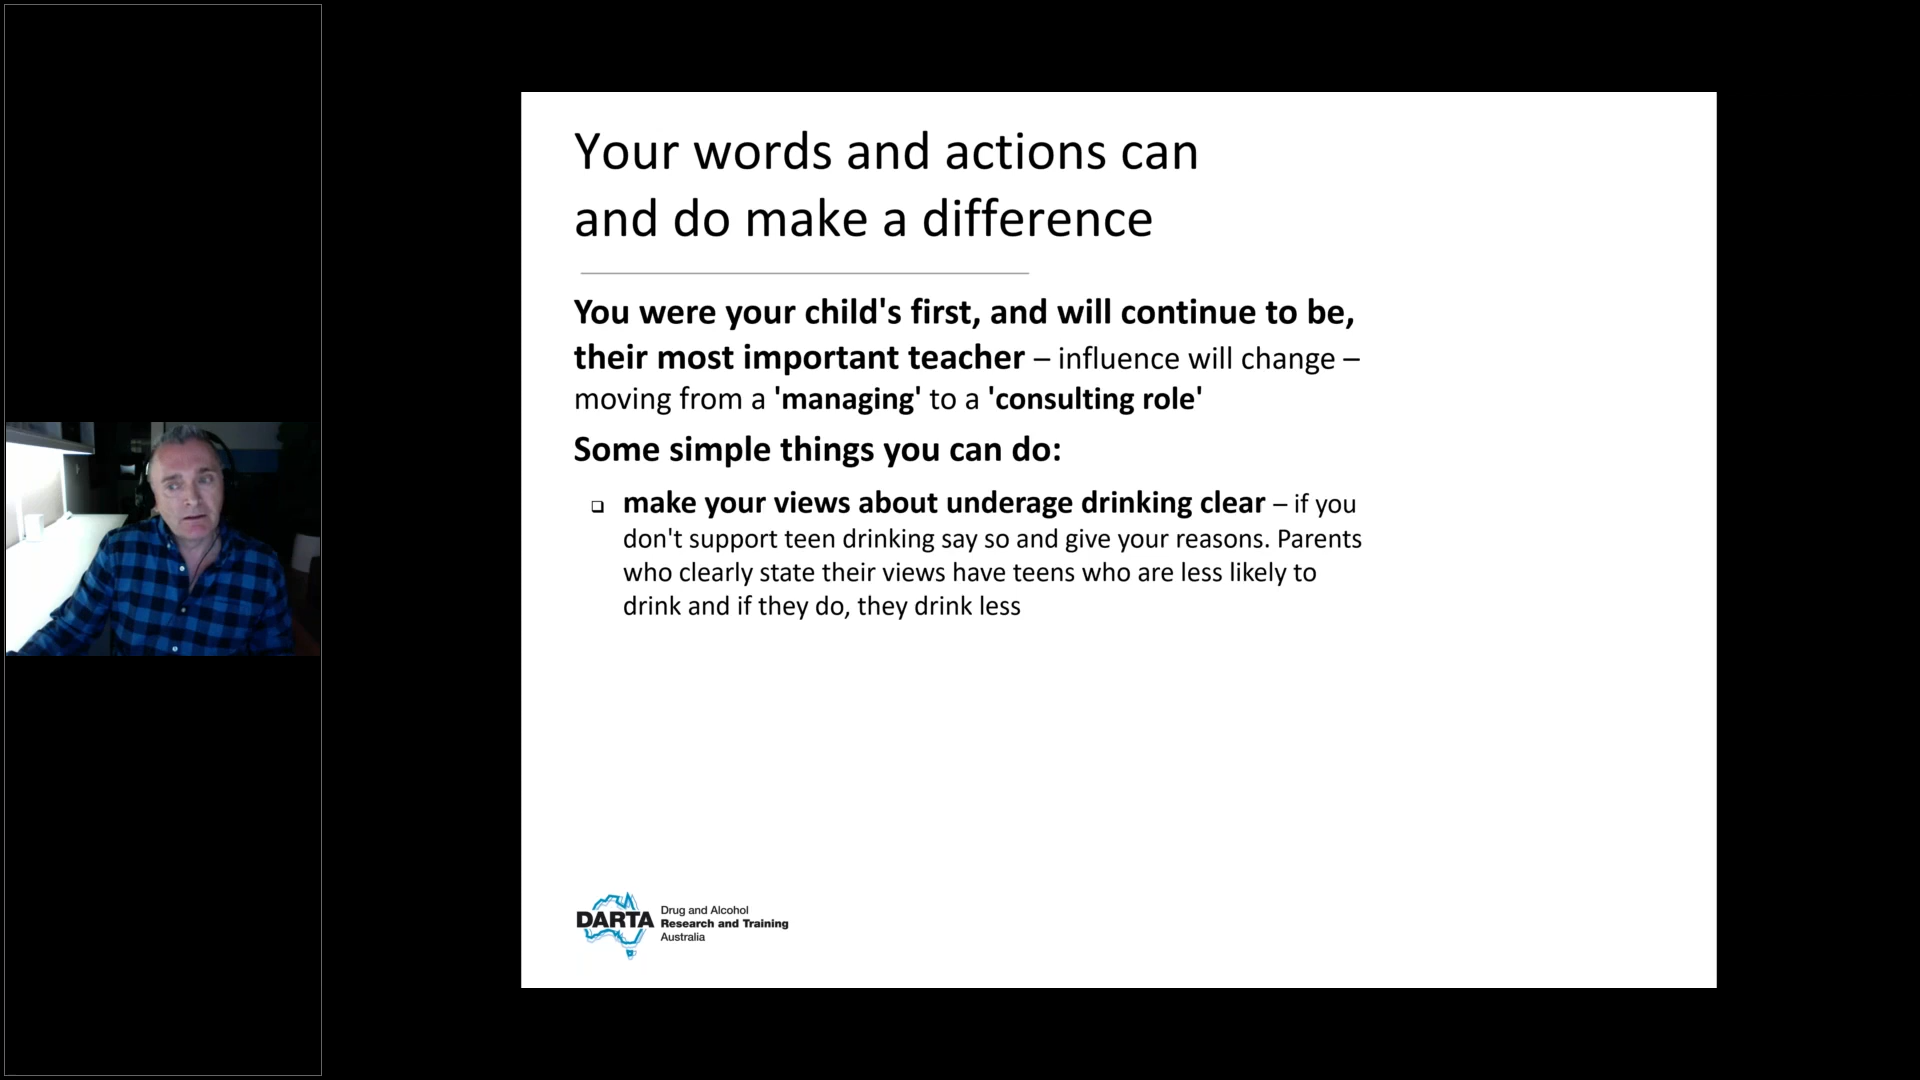 Your words and actions can
and do make a difference
You were your child's first, and will continue to be,
their most important teacher – influence will change –
moving from a 'managing' to a 'consulting role'
Some simple things you can do:
❑ make your views about underage drinking clear – if you
don't support teen drinking say so and give your reasons. Parents
who clearly state their views have teens who are less likely to
drink and if they do, they drink less
DARTA
Drug and Alcohol
Research and Training
Australia